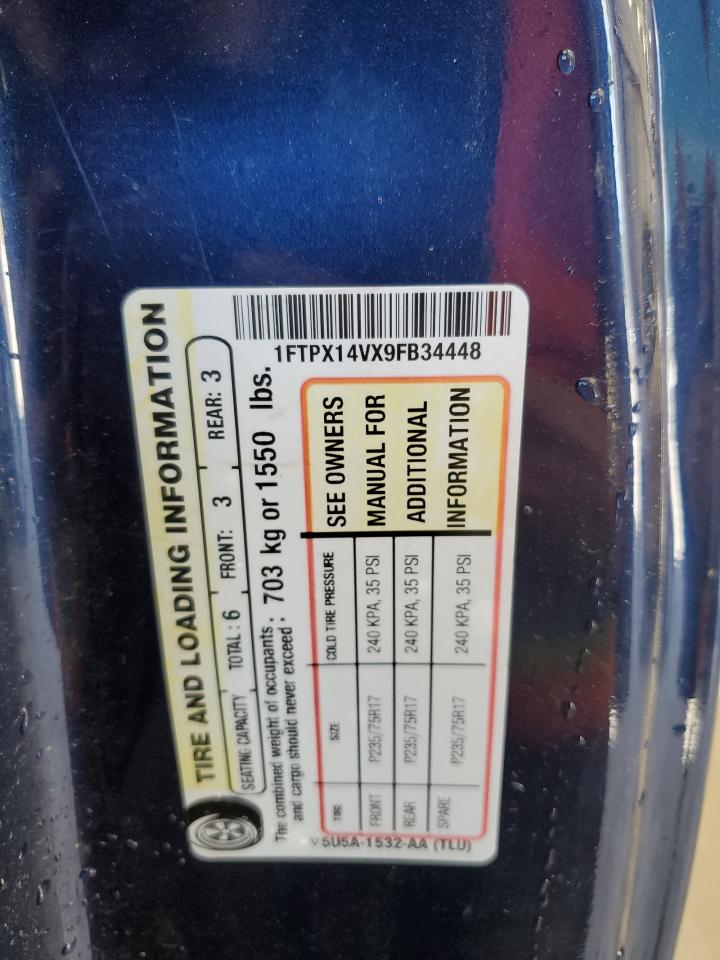 TIRE AND LOADING INFORMATION
SEATING CAPACITY TOTAL: 6 FRONT: 3 REAR: 3
The combined weight of occupants and cargo should never exceed: 703 kg or 1550 lbs.
TIRE SIZE COLD TIRE PRESSURE
FRONT P235/75R17 240 KPA, 35 PSI
REAR P235/75R17 240 KPA, 35 PSI
SPARE P235/75R17 240 KPA, 35 PSI
SEE OWNERS
MANUAL FOR
ADDITIONAL
INFORMATION
5U5A-1532-AA (TLU)
1FTPX14VX9FB34448